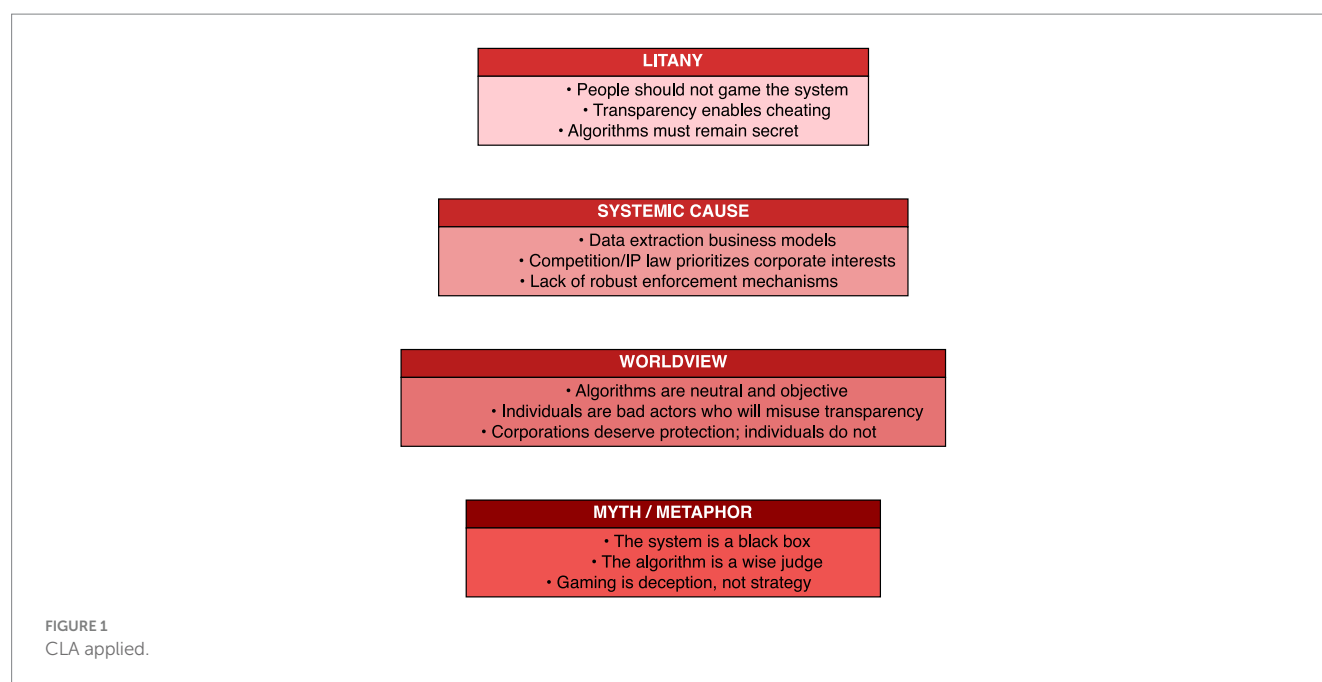 LITANY
• People should not game the system
• Transparency enables cheating
• Algorithms must remain secret
SYSTEMIC CAUSE
• Data extraction business models
• Competition/IP law prioritizes corporate interests
• Lack of robust enforcement mechanisms
WORLDVIEW
• Algorithms are neutral and objective
• Individuals are bad actors who will misuse transparency
• Corporations deserve protection; individuals do not
MYTH / METAPHOR
• The system is a black box
• The algorithm is a wise judge
• Gaming is deception, not strategy
FIGURE 1
CLA applied.